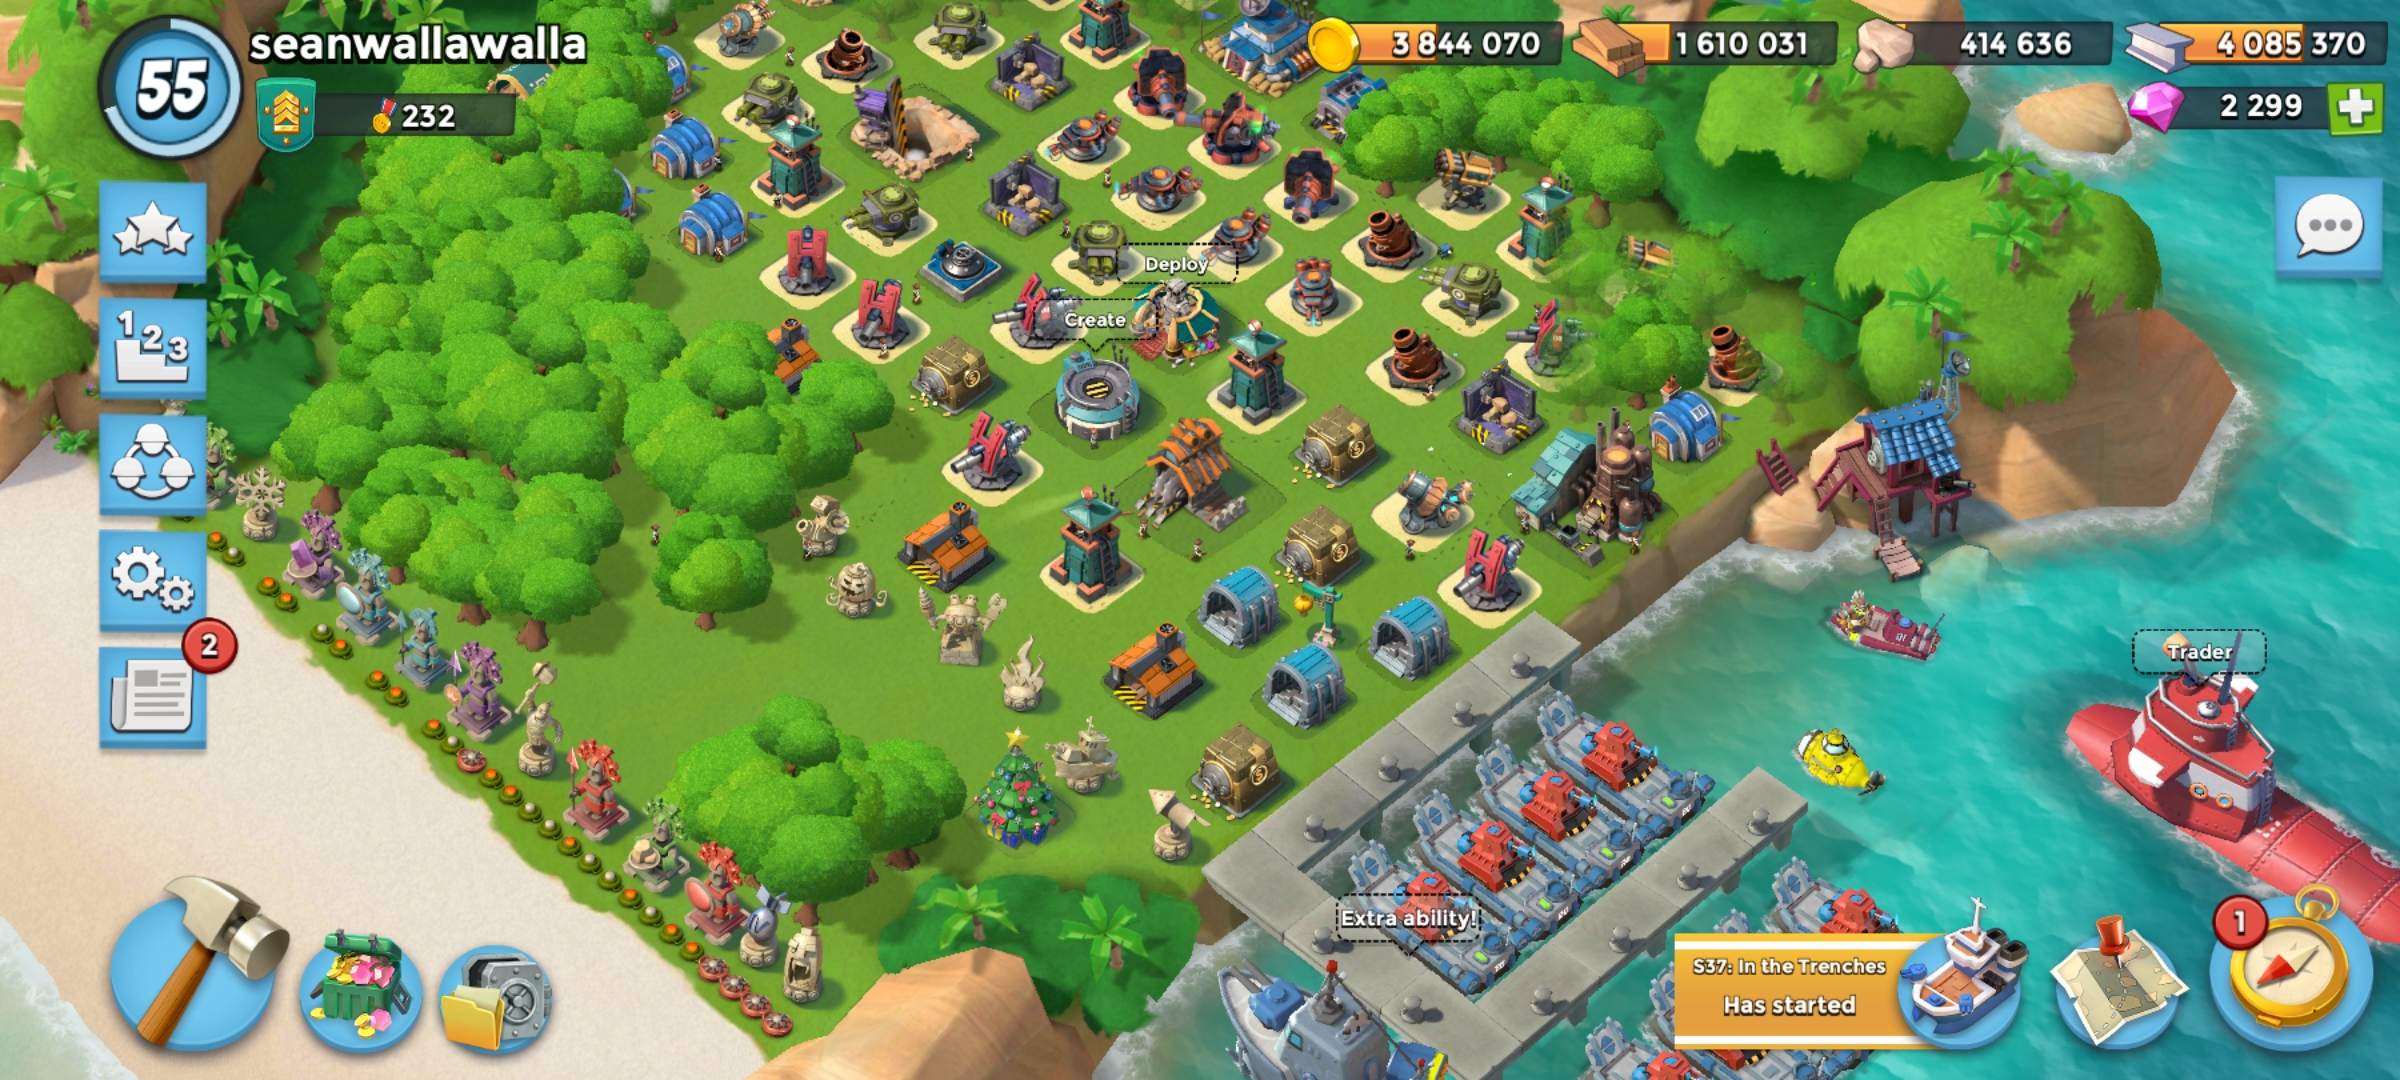 55
seanwallawalla
232
3 844 070
1 610 031
414 636
4 085 370
2 299
123
2
Deploy
Create
Trader
Extra ability!
S37: In the Trenches
Has started
1